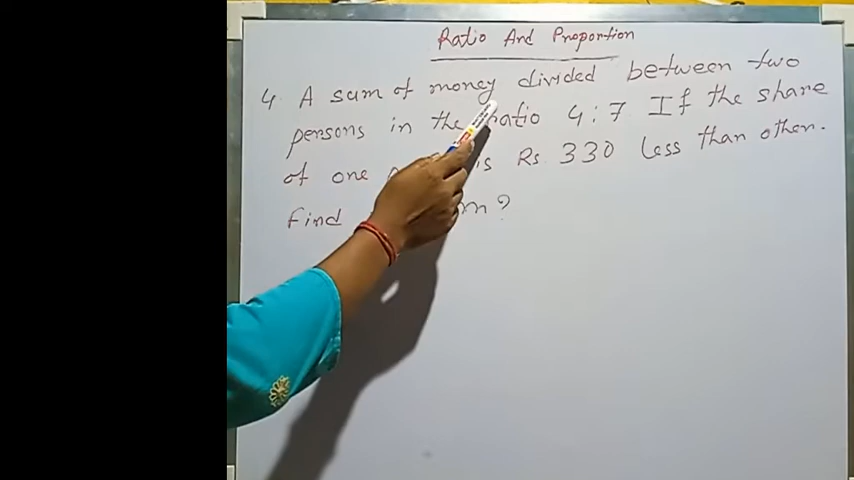 Ratio And Proportion
4. A sum of money divided between two
persons in the ratio 4:7 If the share
of one is Rs. 330 less than other.
Find ?